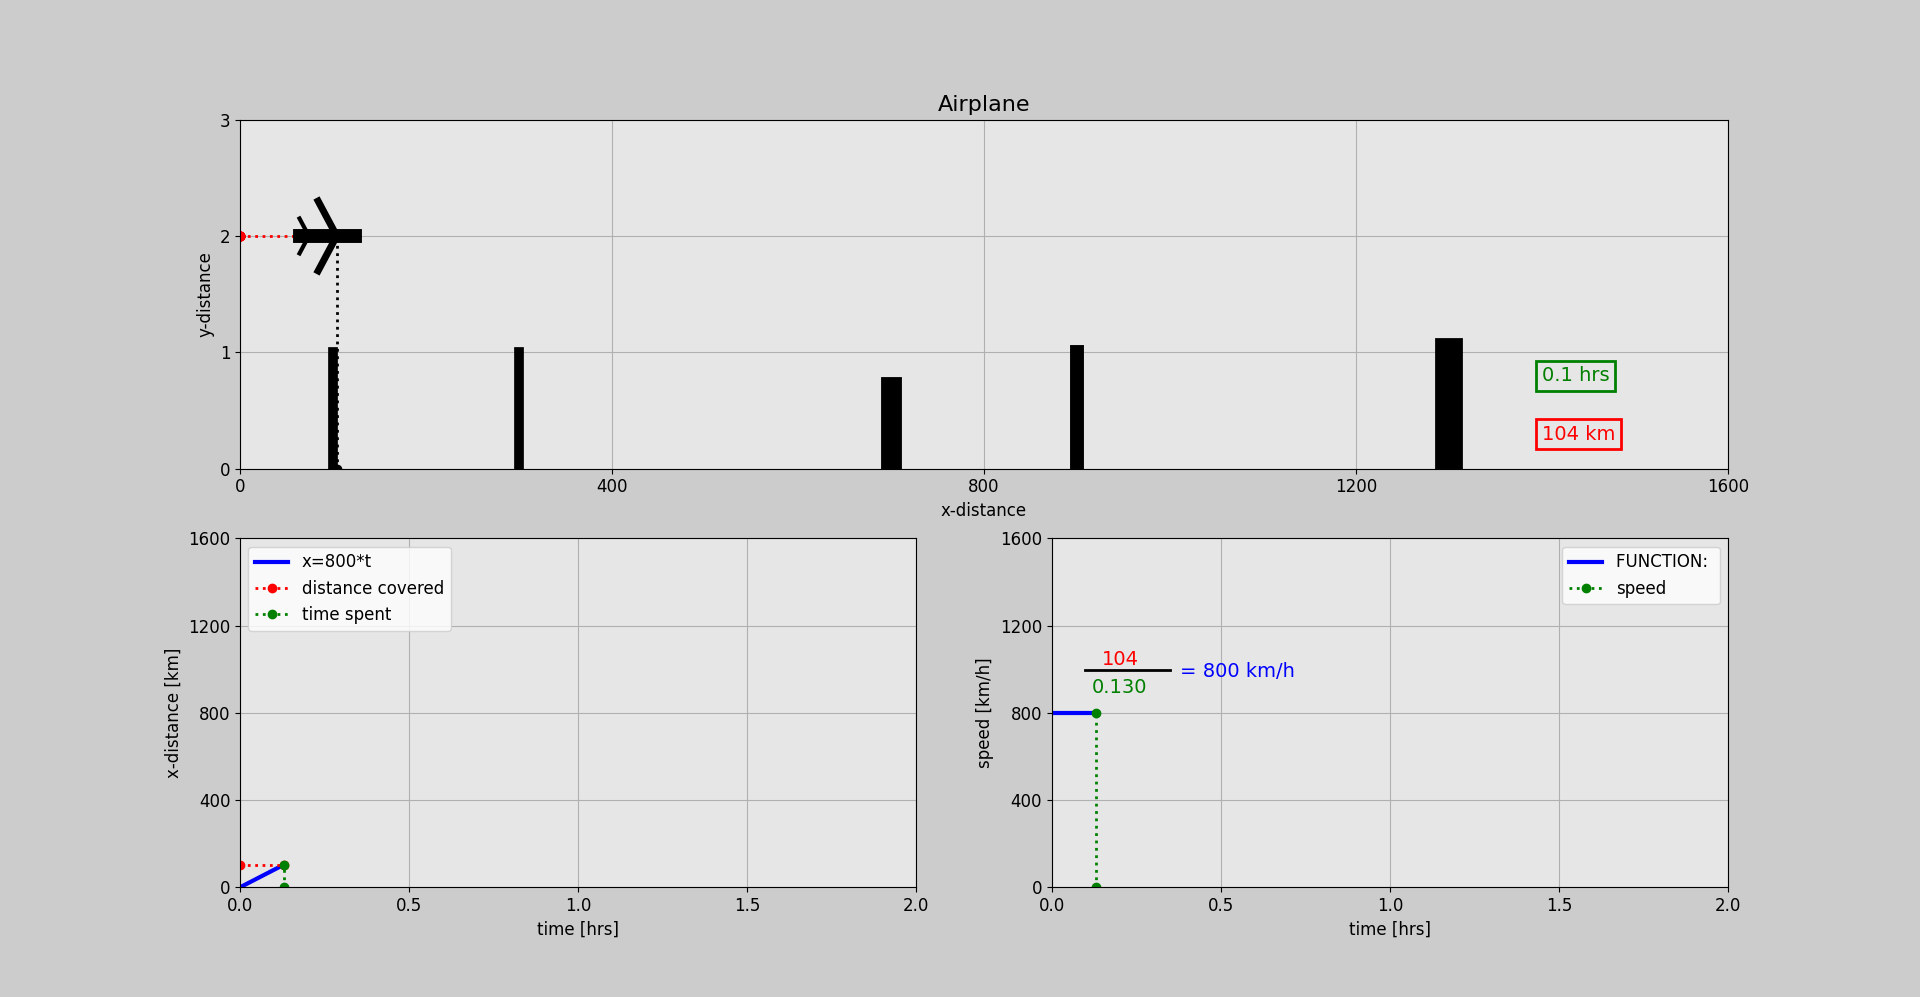 Airplane
3
2
1
0
y-distance
0.1 hrs
104 km
0 400 800 1200 1600
x-distance
1600
1200
800
400
0
x-distance [km]
x=800*t
distance covered
time spent
0.0 0.5 1.0 1.5 2.0
time [hrs]
1600
1200
800
400
0
speed [km/h]
FUNCTION:
speed
104
0.130
= 800 km/h
0.0 0.5 1.0 1.5 2.0
time [hrs]